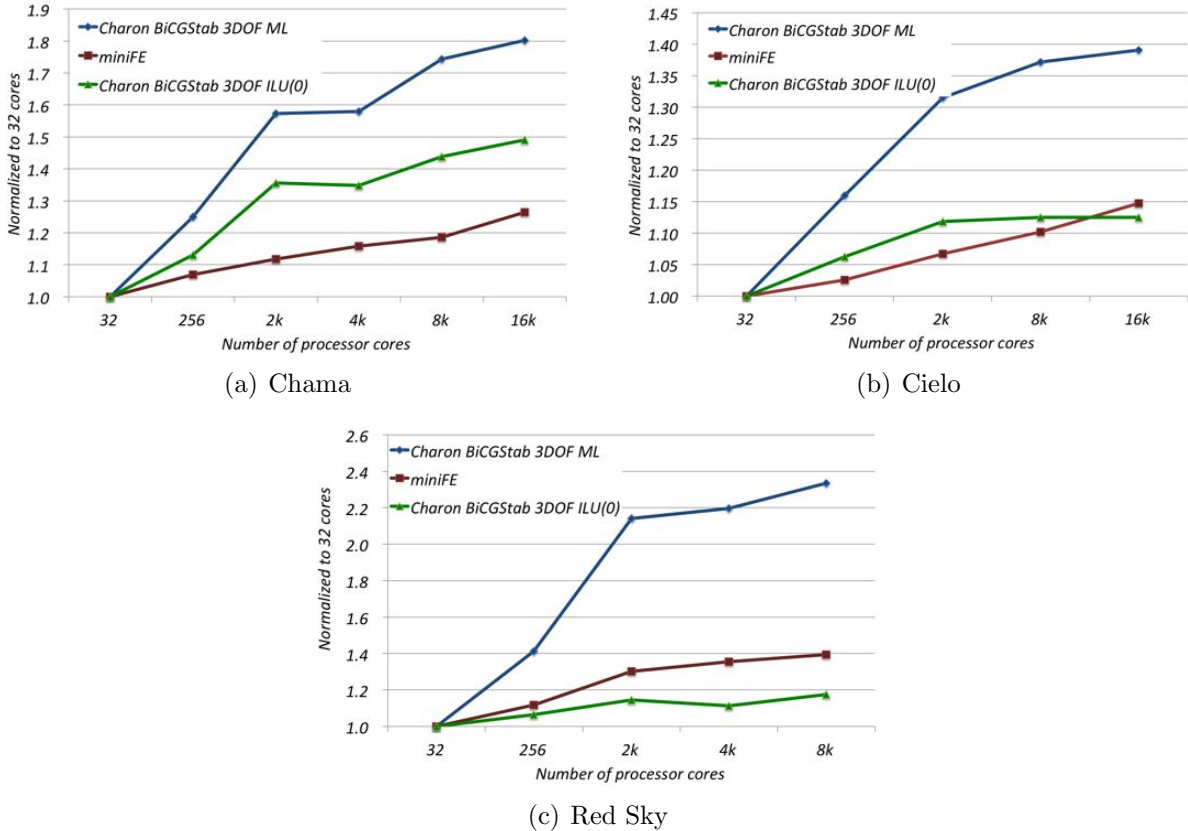 1.9
1.8
1.7
1.6
1.5
1.4
1.3
1.2
1.1
1.0
Normalized to 32 cores
Charon BiCGStab 3DOF ML
miniFE
Charon BiCGStab 3DOF ILU(0)
32 256 2k 4k 8k 16k
Number of processor cores
(a) Chama
1.45
1.40
1.35
1.30
1.25
1.20
1.15
1.10
1.05
1.00
Normalized to 32 cores
Charon BiCGStab 3DOF ML
miniFE
Charon BiCGStab 3DOF ILU(0)
32 256 2k 8k 16k
Number of processor cores
(b) Cielo
2.6
2.4
2.2
2.0
1.8
1.6
1.4
1.2
1.0
Normalized to 32 cores
Charon BiCGStab 3DOF ML
miniFE
Charon BiCGStab 3DOF ILU(0)
32 256 2k 4k 8k
Number of processor cores
(c) Red Sky